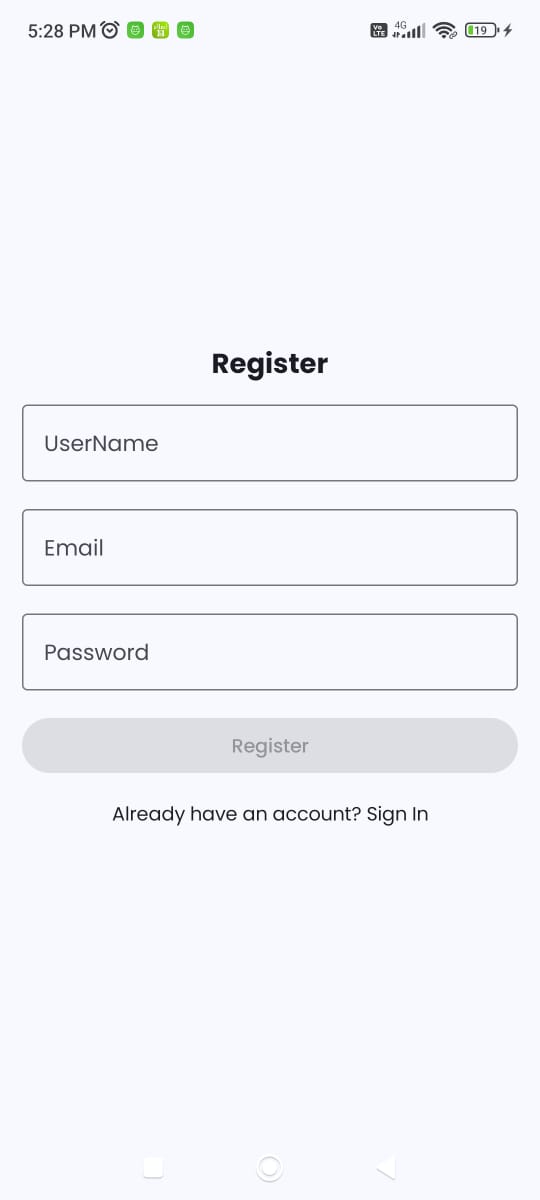 5:28 PM
Vo LTE 4G 19
Register
UserName
Email
Password
Register
Already have an account? Sign In